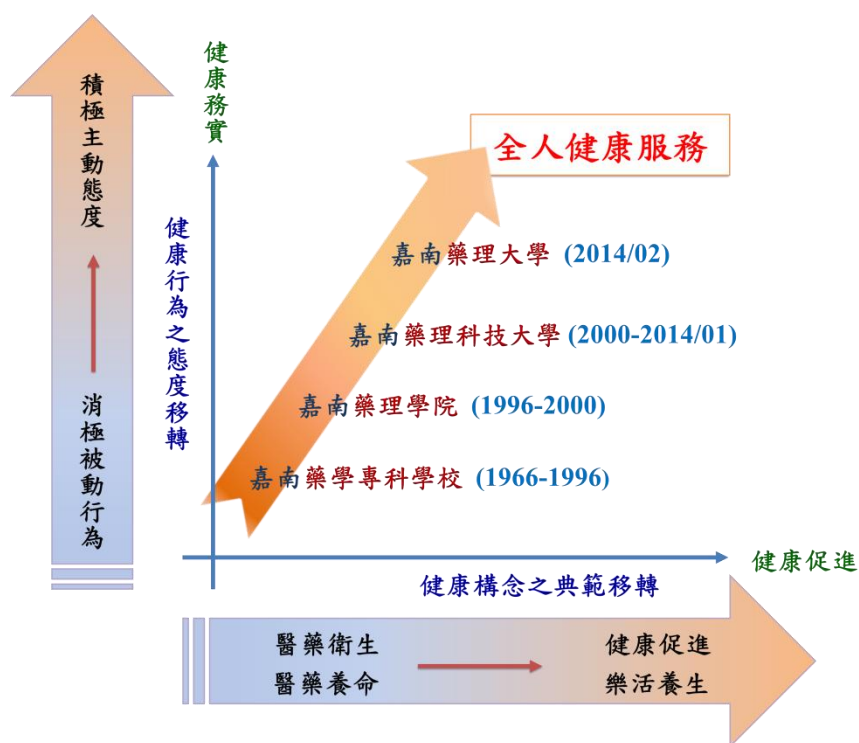 健康務實
積極主動態度
消極被動行為
健康行為之態度移轉
全人健康服務
嘉南藥理大學 (2014/02)
嘉南藥理科技大學 (2000-2014/01)
嘉南藥理學院 (1996-2000)
嘉南藥學專科學校 (1966-1996)
健康促進
健康構念之典範移轉
醫藥衛生
醫藥養命
健康促進
樂活養生